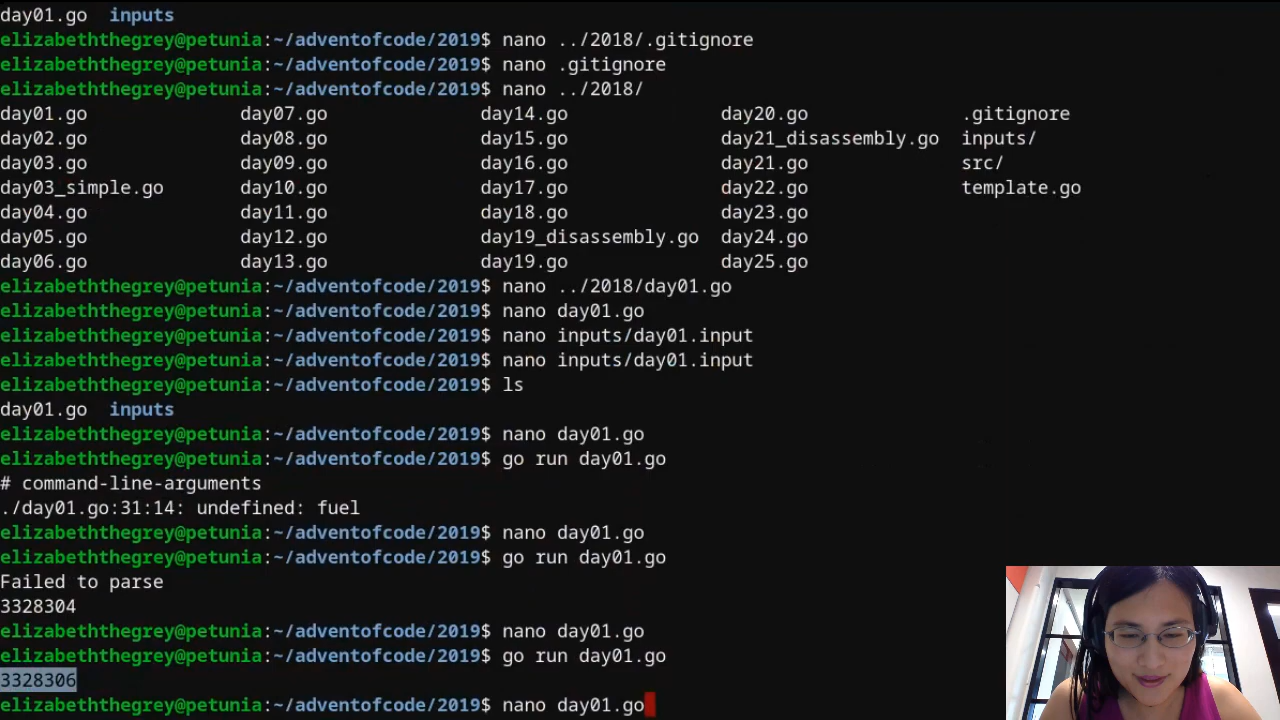 day01.go  inputs
elizabeththegrey@petunia:~/adventofcode/2019$ nano ../2018/.gitignore
elizabeththegrey@petunia:~/adventofcode/2019$ nano .gitignore
elizabeththegrey@petunia:~/adventofcode/2019$ nano ../2018/
day01.go day07.go day14.go day20.go .gitignore
day02.go day08.go day15.go day21_disassembly.go inputs/
day03.go day09.go day16.go day21.go src/
day03_simple.go day10.go day17.go day22.go template.go
day04.go day11.go day18.go day23.go
day05.go day12.go day19_disassembly.go day24.go
day06.go day13.go day19.go day25.go
elizabeththegrey@petunia:~/adventofcode/2019$ nano ../2018/day01.go
elizabeththegrey@petunia:~/adventofcode/2019$ nano day01.go
elizabeththegrey@petunia:~/adventofcode/2019$ nano inputs/day01.input
elizabeththegrey@petunia:~/adventofcode/2019$ nano inputs/day01.input
elizabeththegrey@petunia:~/adventofcode/2019$ ls
day01.go  inputs
elizabeththegrey@petunia:~/adventofcode/2019$ nano day01.go
elizabeththegrey@petunia:~/adventofcode/2019$ go run day01.go
# command-line-arguments
./day01.go:31:14: undefined: fuel
elizabeththegrey@petunia:~/adventofcode/2019$ nano day01.go
elizabeththegrey@petunia:~/adventofcode/2019$ go run day01.go
Failed to parse
3328304
elizabeththegrey@petunia:~/adventofcode/2019$ nano day01.go
elizabeththegrey@petunia:~/adventofcode/2019$ go run day01.go
3328306
elizabeththegrey@petunia:~/adventofcode/2019$ nano day01.go